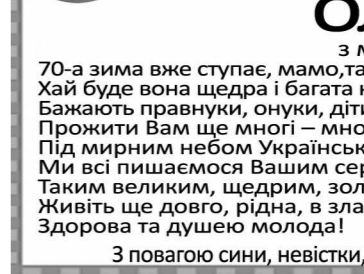 з
70-а зима вже ступає, мамо,та
Хай буде вона щедра і багата
Бажають правнуки, онуки, діти
Прожити Вам ще многі – мно
Під мирним небом Українськ
Ми всі пишаємося Вашим сер
Таким великим, щедрим, зол
Живіть ще довго, рідна, в зла
Здорова та душею молода!
З повагою сини, невістки,